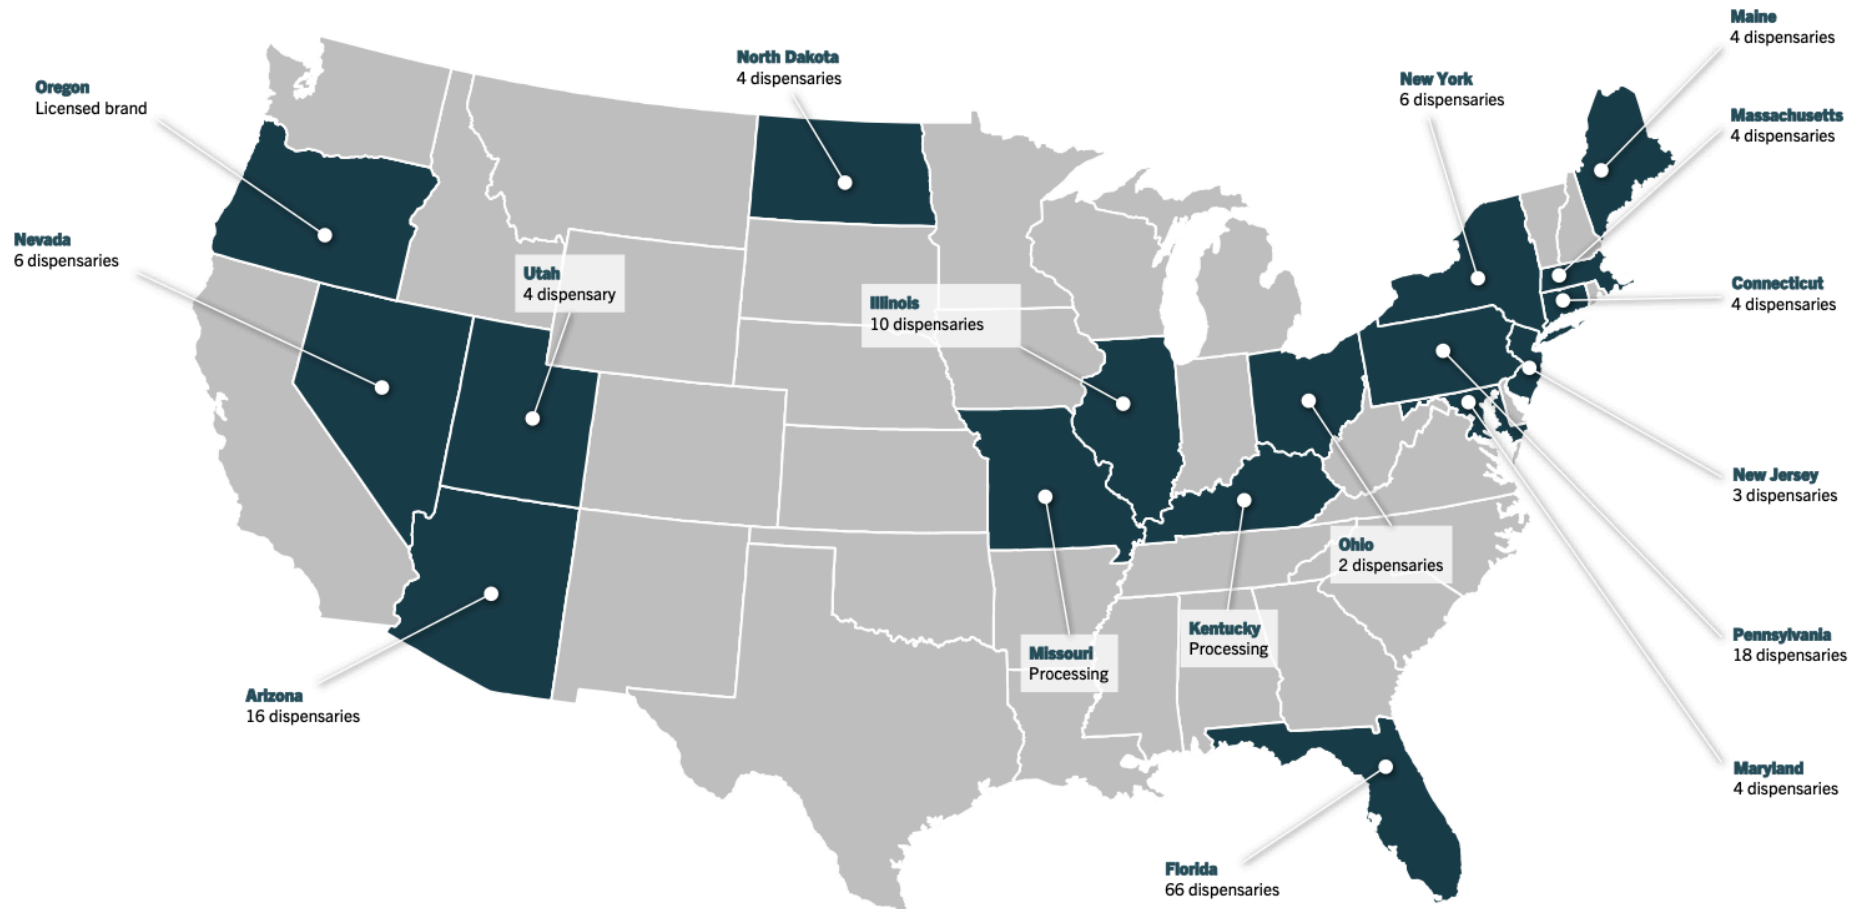 Maine
4 dispensaries
North Dakota
4 dispensaries
New York
6 dispensaries
Oregon
Licensed brand
Massachusetts
4 dispensaries
Nevada
6 dispensaries
Utah
4 dispensary
Illinois
10 dispensaries
Connecticut
4 dispensaries
New Jersey
3 dispensaries
Ohio
2 dispensaries
Kentucky
Processing
Missouri
Processing
Pennsylvania
18 dispensaries
Arizona
16 dispensaries
Maryland
4 dispensaries
Florida
66 dispensaries